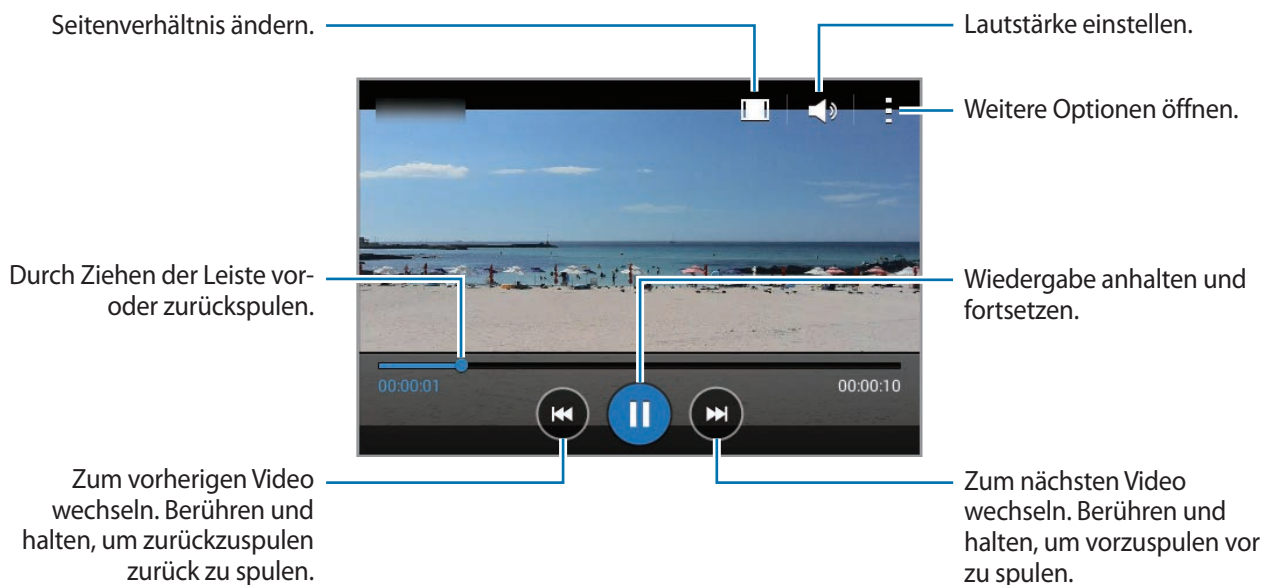 Seitenverhältnis ändern.
Lautstärke einstellen.
Weitere Optionen öffnen.
Durch Ziehen der Leiste vor-
oder zurückspulen.
Wiedergabe anhalten und
fortsetzen.
00:00:01
00:00:10
Zum vorherigen Video
wechseln. Berühren und
halten, um zurückzuspulen
zurück zu spulen.
Zum nächsten Video
wechseln. Berühren und
halten, um vorzuspulen vor
zu spulen.